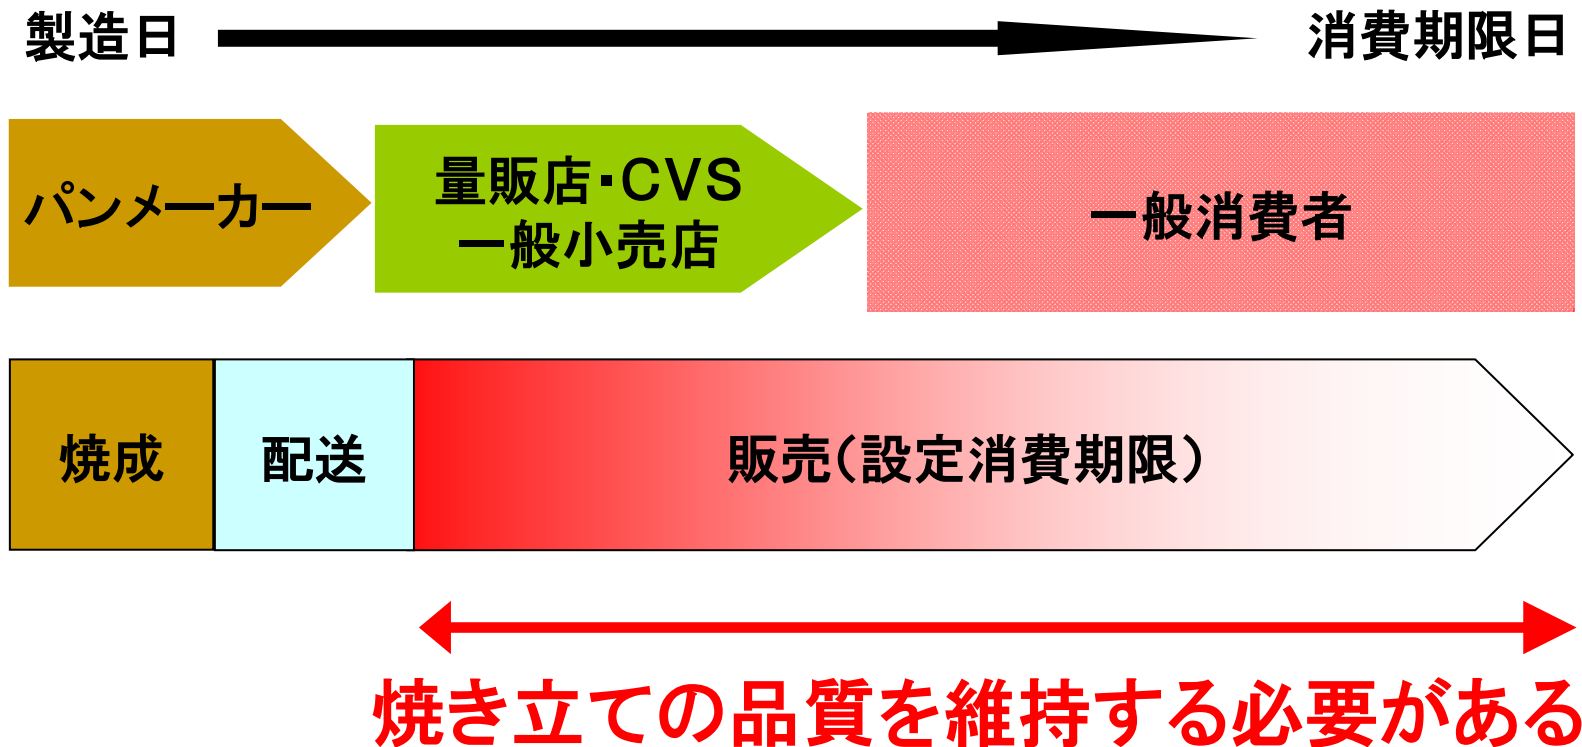 製造日
消費期限日
パンメーカー
量販店・CVS
一般小売店
一般消費者
焼成
配送
販売(設定消費期限)
焼き立ての品質を維持する必要がある